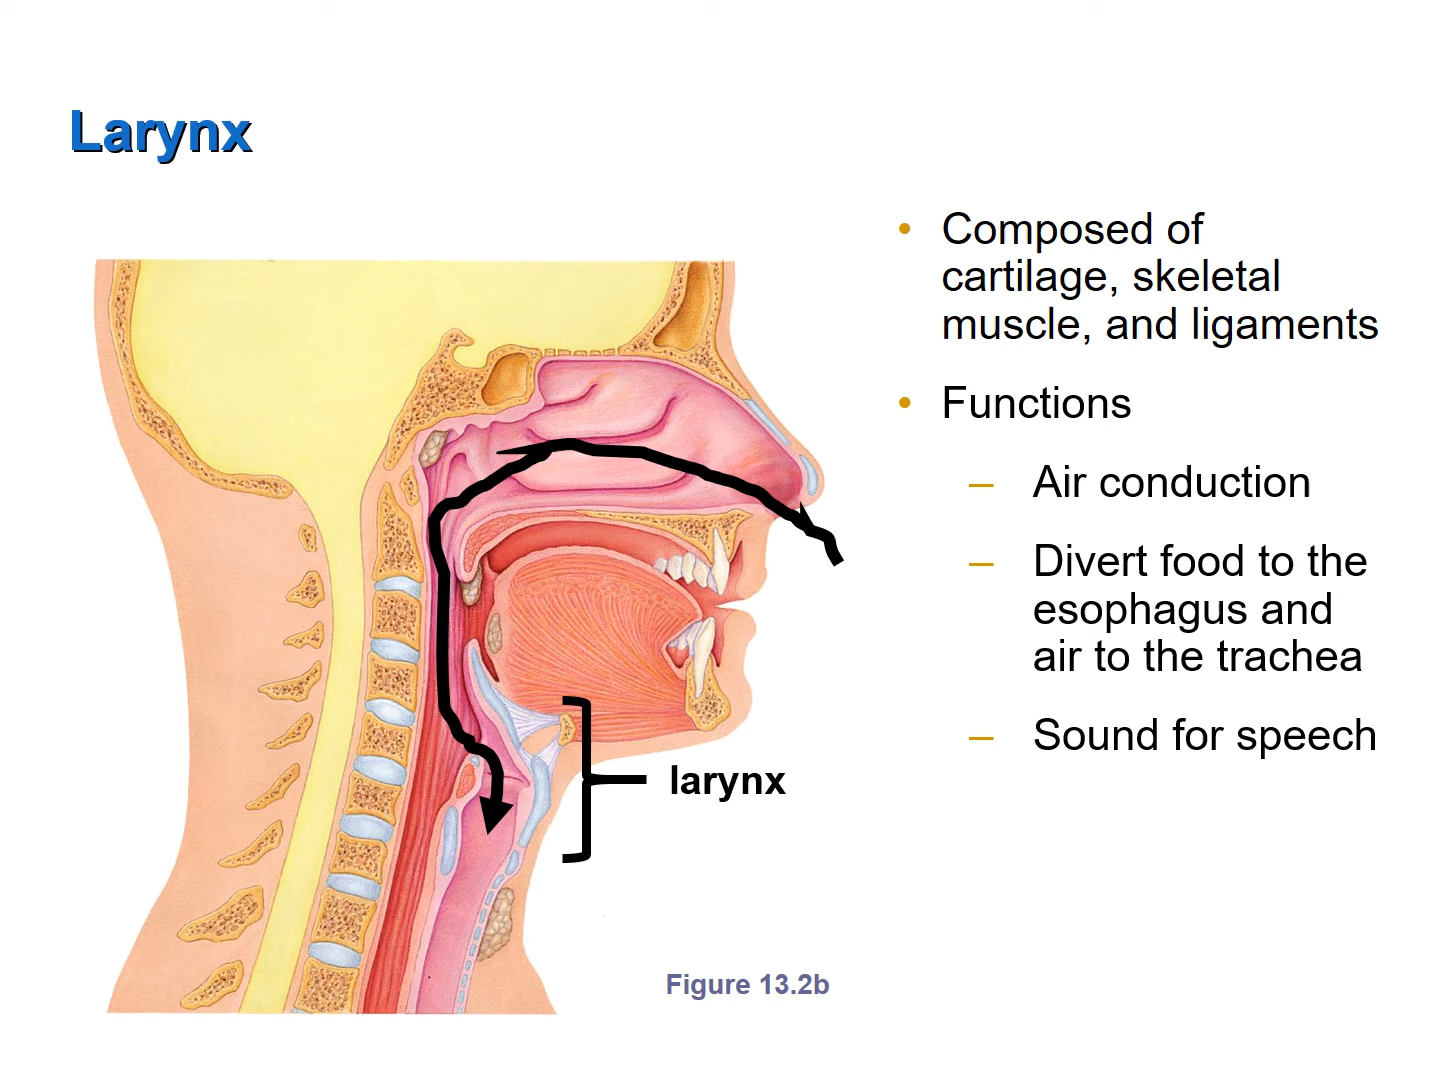 Larynx
• Composed of
cartilage, skeletal
muscle, and ligaments
• Functions
– Air conduction
– Divert food to the
esophagus and
air to the trachea
– Sound for speech
larynx
Figure 13.2b